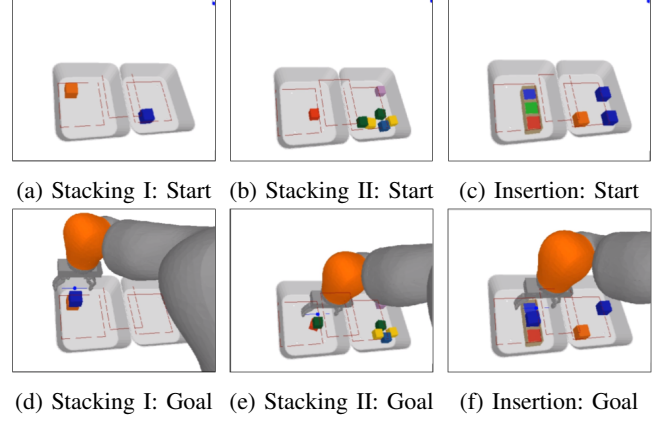 (a) Stacking I: Start (b) Stacking II: Start (c) Insertion: Start
(d) Stacking I: Goal (e) Stacking II: Goal (f) Insertion: Goal